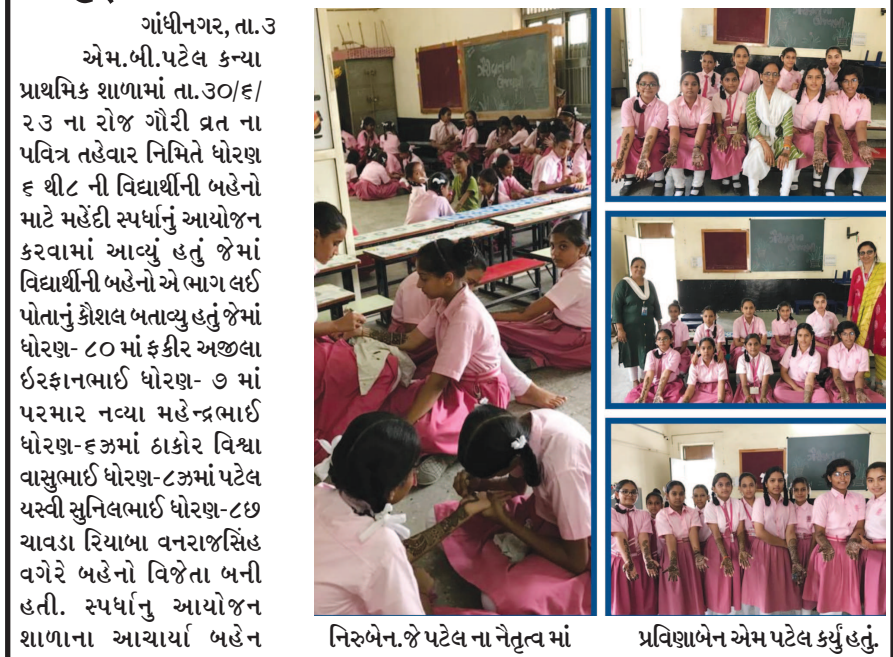 ગાંધીનગર, તા.૩
એમ.બી.પટેલ કન્યા
પ્રાથમિક શાળામાં તા.૩૦/૬/
૨૩ ના રોજ ગૌરી વ્રત ના
પવિત્ર તહેવાર નિમિતે ધોરણ
૬ થી૮ ની વિદ્યાર્થીની બહેનો
માટે મહેંદી સ્પર્ધાનું આયોજન
કરવામાં આવ્યું હતું જેમાં
વિદ્યાર્થીની બહેનો એ ભાગ લઈ
પોતાનું કૌશલ બતાવ્યુ હતું જેમાં
ધોરણ- ૮૦ માં ફકીર અજીલા
ઇરફાનભાઈ ધોરણ- ૭ માં
પરમાર નવ્યા મહેન્દ્રભાઈ
ધોરણ-૬ઝમાં ઠાકોર વિશ્વા
વાસુભાઈ ધોરણ-૮ઝમાં પટેલ
યસ્વી સુનિલભાઈ ધોરણ-૮છ
ચાવડા રિયાબા વનરાજસિંહ
વગેરે બહેનો વિજેતા બની
હતી. સ્પર્ધાનુ આયોજન
શાળાના આચાર્યા બહેન
નિરુબેન.જે પટેલ ના નૈતૃત્વ માં
પ્રવિણાબેન એમ પટેલ કર્યું હતું.